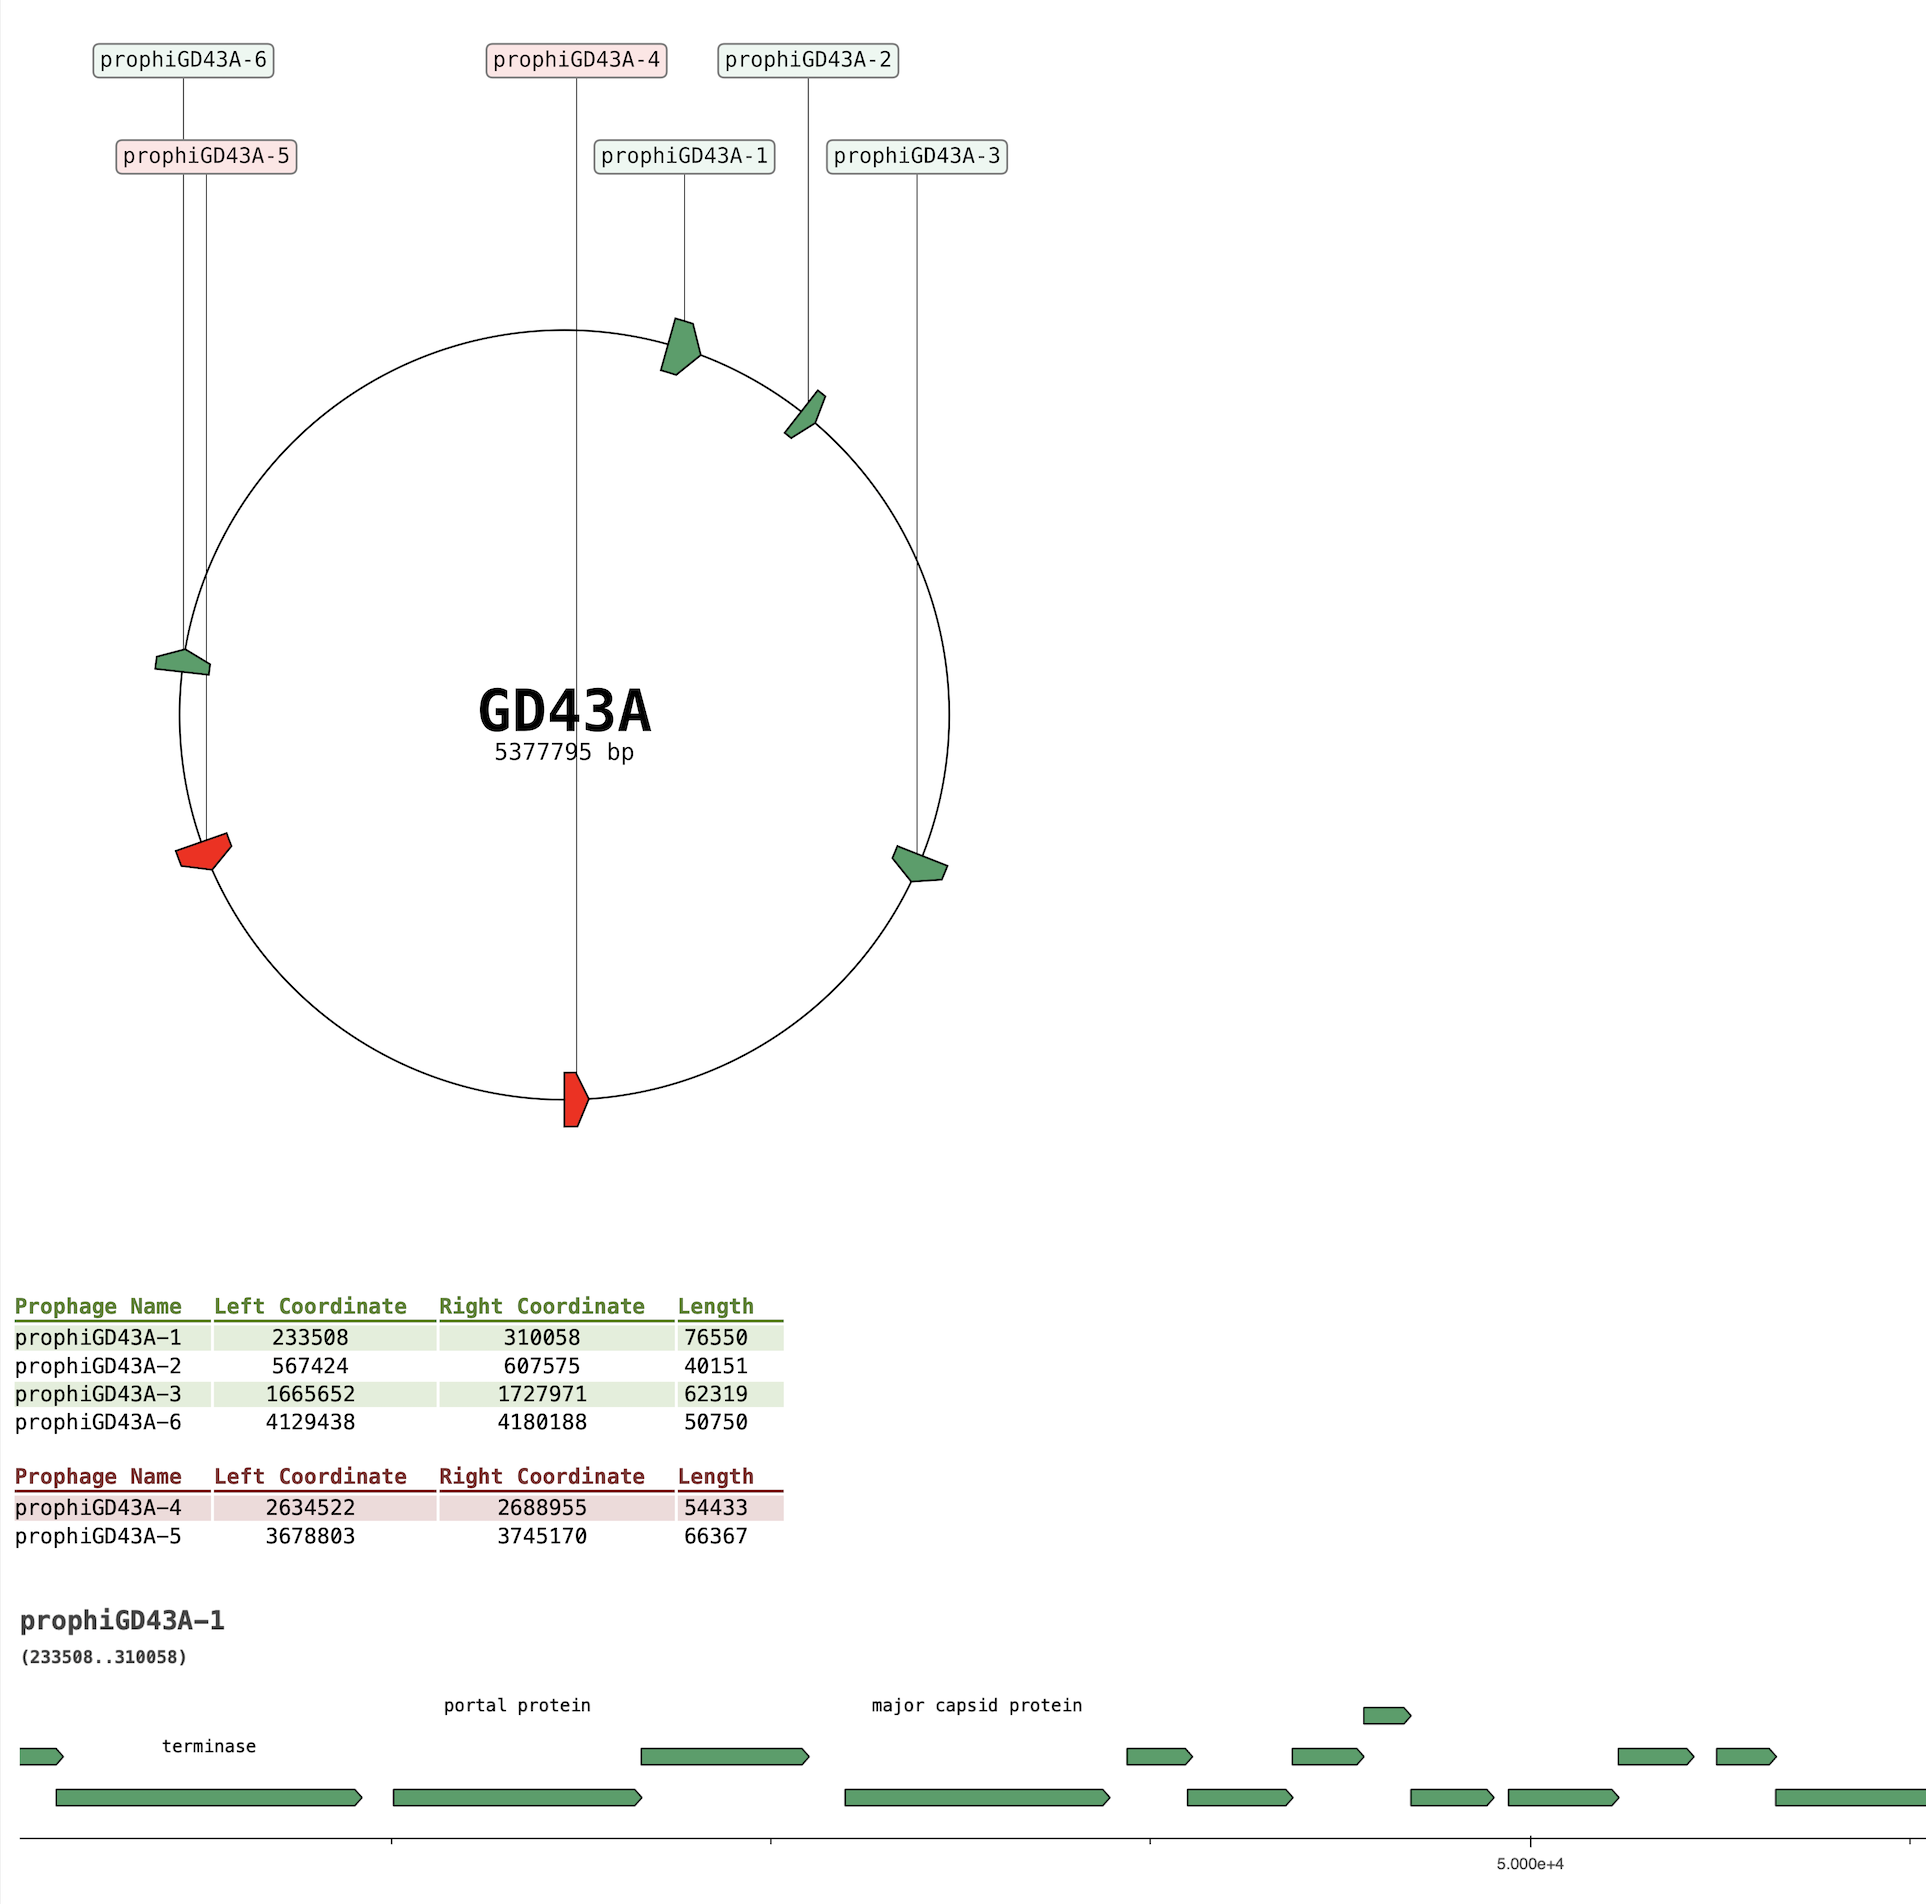 prophiGD43A-6 prophiGD43A-4 prophiGD43A-2
prophiGD43A-5 prophiGD43A-1 prophiGD43A-3
GD43A
5377795 bp
Prophage Name Left Coordinate Right Coordinate Length
prophiGD43A−1 233508 310058 76550
prophiGD43A−2 567424 607575 40151
prophiGD43A−3 1665652 1727971 62319
prophiGD43A−6 4129438 4180188 50750
Prophage Name Left Coordinate Right Coordinate Length
prophiGD43A−4 2634522 2688955 54433
prophiGD43A−5 3678803 3745170 66367
prophiGD43A−1
(233508..310058)
portal protein major capsid protein
terminase
5.000e+4